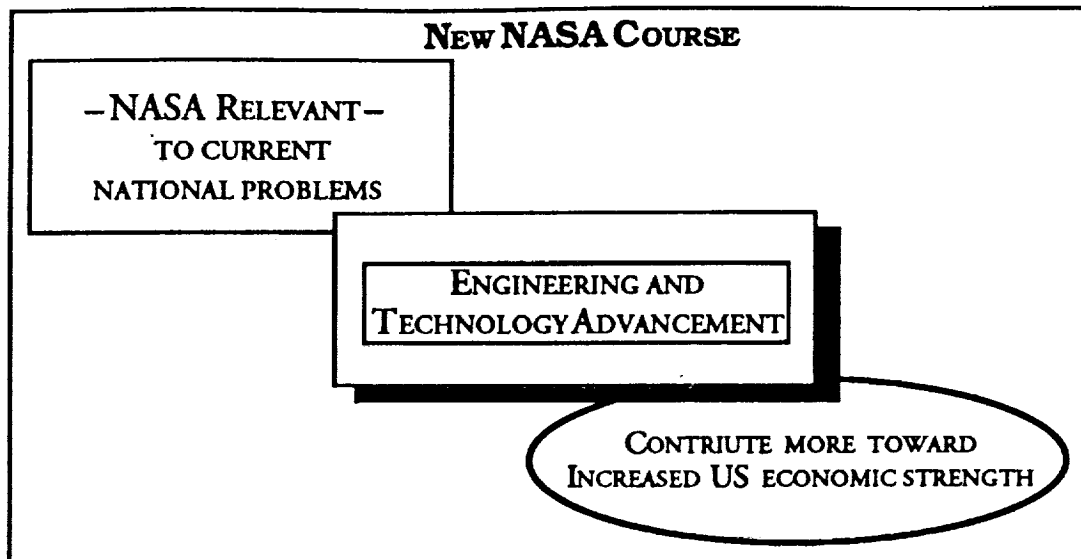 NEW NASA COURSE
– NASA RELEVANT –
TO CURRENT
NATIONAL PROBLEMS
ENGINEERING AND
TECHNOLOGY ADVANCEMENT
CONTRIUTE MORE TOWARD
INCREASED US ECONOMIC STRENGTH